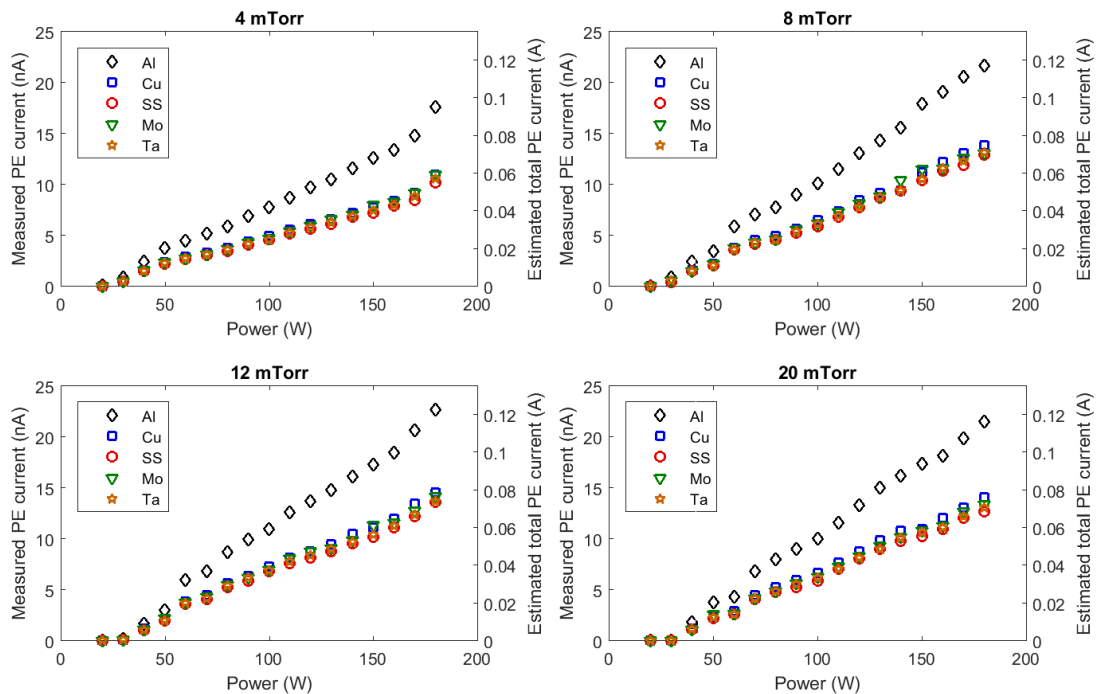 4 mTorr
Measured PE current (nA)
25
20
15
10
5
0
Al
Cu
SS
Mo
Ta
0.12
0.1
0.08
0.06
0.04
0.02
0
Estimated total PE current (A)
0 50 100 150 200
Power (W)
8 mTorr
Measured PE current (nA)
25
20
15
10
5
0
Al
Cu
SS
Mo
Ta
0.12
0.1
0.08
0.06
0.04
0.02
0
Estimated total PE current (A)
0 50 100 150 200
Power (W)
12 mTorr
Measured PE current (nA)
25
20
15
10
5
0
Al
Cu
SS
Mo
Ta
0.12
0.1
0.08
0.06
0.04
0.02
0
Estimated total PE current (A)
0 50 100 150 200
Power (W)
20 mTorr
Measured PE current (nA)
25
20
15
10
5
0
Al
Cu
SS
Mo
Ta
0.12
0.1
0.08
0.06
0.04
0.02
0
Estimated total PE current (A)
0 50 100 150 200
Power (W)